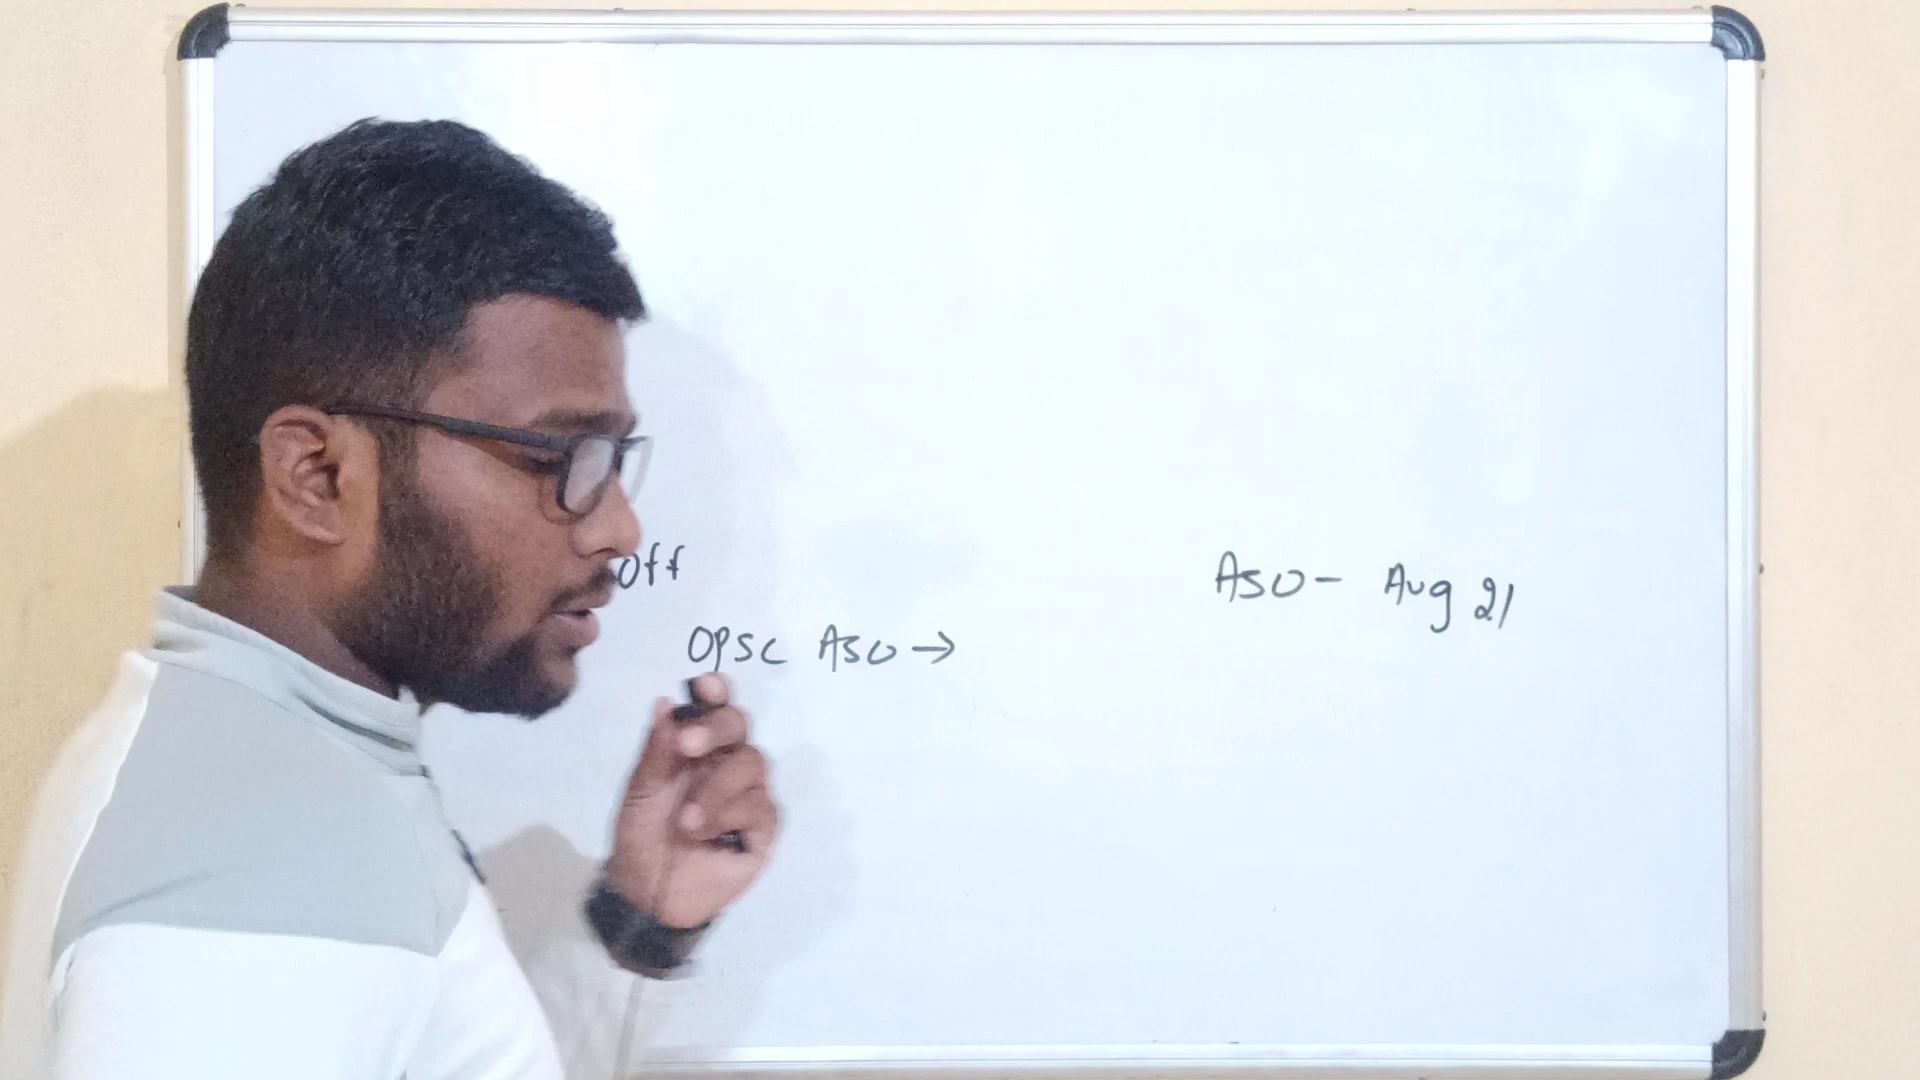 off
OPSC ASO →
ASO - Aug 21